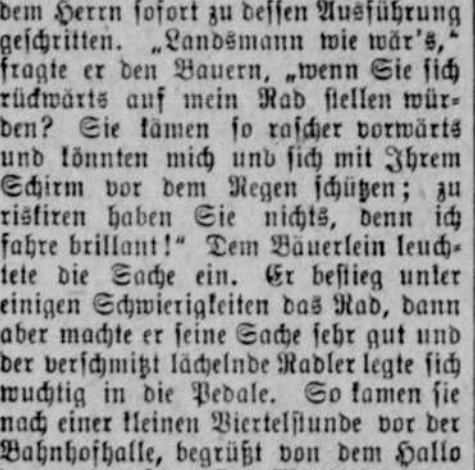 dem Herrn sofort zu dessen Ausführung
geschritten. „Landsmann wie wär's,“
fragte er den Bauern, „wenn Sie sich
rückwärts auf mein Rad stellen wür-
den? Sie kämen so rascher vorwärts
und könnten mich und sich mit Ihrem
Schirm vor dem Regen schützen; zu
riskiren haben Sie nichts, denn ich
fahre brillant!“ Dem Bäuerlein leuch-
tete die Sache ein. Er bestieg unter
einigen Schwierigkeiten das Rad, dann
aber machte er seine Sache sehr gut und
der verschmitzt lächelnde Radler legte sich
wuchtig in die Pedale. So kamen sie
nach einer kleinen Viertelstunde vor der
Bahnhofhalle, begrüßt von dem Hallo